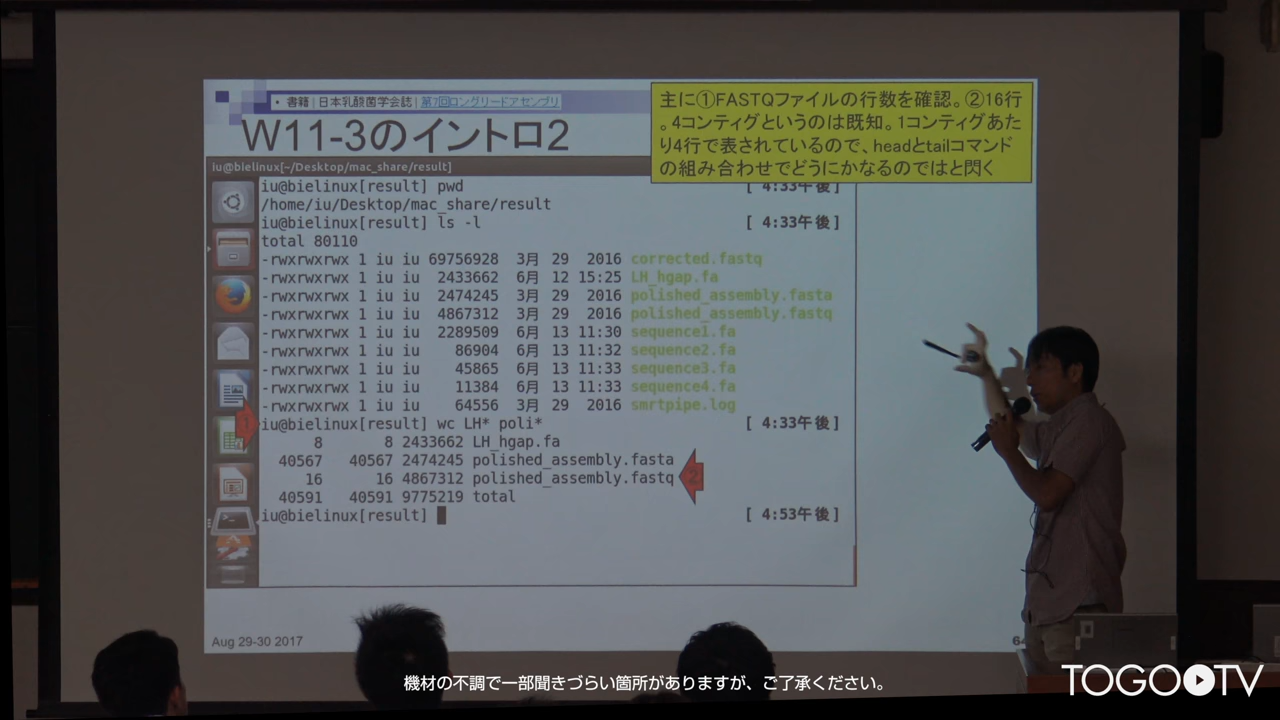 • 書籍 | 日本乳酸菌学会誌 | 第7回ロングリードアセンブリ
W11-3のイントロ2
主に①FASTQファイルの行数を確認。②16行
。4コンティグというのは既知。1コンティグあた
り4行で表されているので、headとtailコマンド
の組み合わせでどうにかなるのではと閃く
iu@bielinux[~/Desktop/mac_share/result]
iu@bielinux[result] pwd [ 4:33午後]
/home/iu/Desktop/mac_share/result
iu@bielinux[result] ls -l [ 4:33午後]
total 80110
-rwxrwxrwx 1 iu iu 69756928 3月 29 2016 corrected.fastq
-rwxrwxrwx 1 iu iu 2433662 6月 12 15:25 LH_hgap.fa
-rwxrwxrwx 1 iu iu 2474245 3月 29 2016 polished_assembly.fasta
-rwxrwxrwx 1 iu iu 4867312 3月 29 2016 polished_assembly.fastq
-rwxrwxrwx 1 iu iu 2289509 6月 13 11:30 sequence1.fa
-rwxrwxrwx 1 iu iu 86904 6月 13 11:32 sequence2.fa
-rwxrwxrwx 1 iu iu 45865 6月 13 11:33 sequence3.fa
-rwxrwxrwx 1 iu iu 11384 6月 13 11:33 sequence4.fa
-rwxrwxrwx 1 iu iu 64556 3月 29 2016 smrtpipe.log
① iu@bielinux[result] wc LH* poli* [ 4:33午後]
8 8 2433662 LH_hgap.fa
40567 40567 2474245 polished_assembly.fasta
16 16 4867312 polished_assembly.fastq ②
40591 40591 9775219 total
iu@bielinux[result] [ 4:53午後]
Aug 29-30 2017
機材の不調で一部聞きづらい箇所がありますが、ご了承ください。
TOGOTV